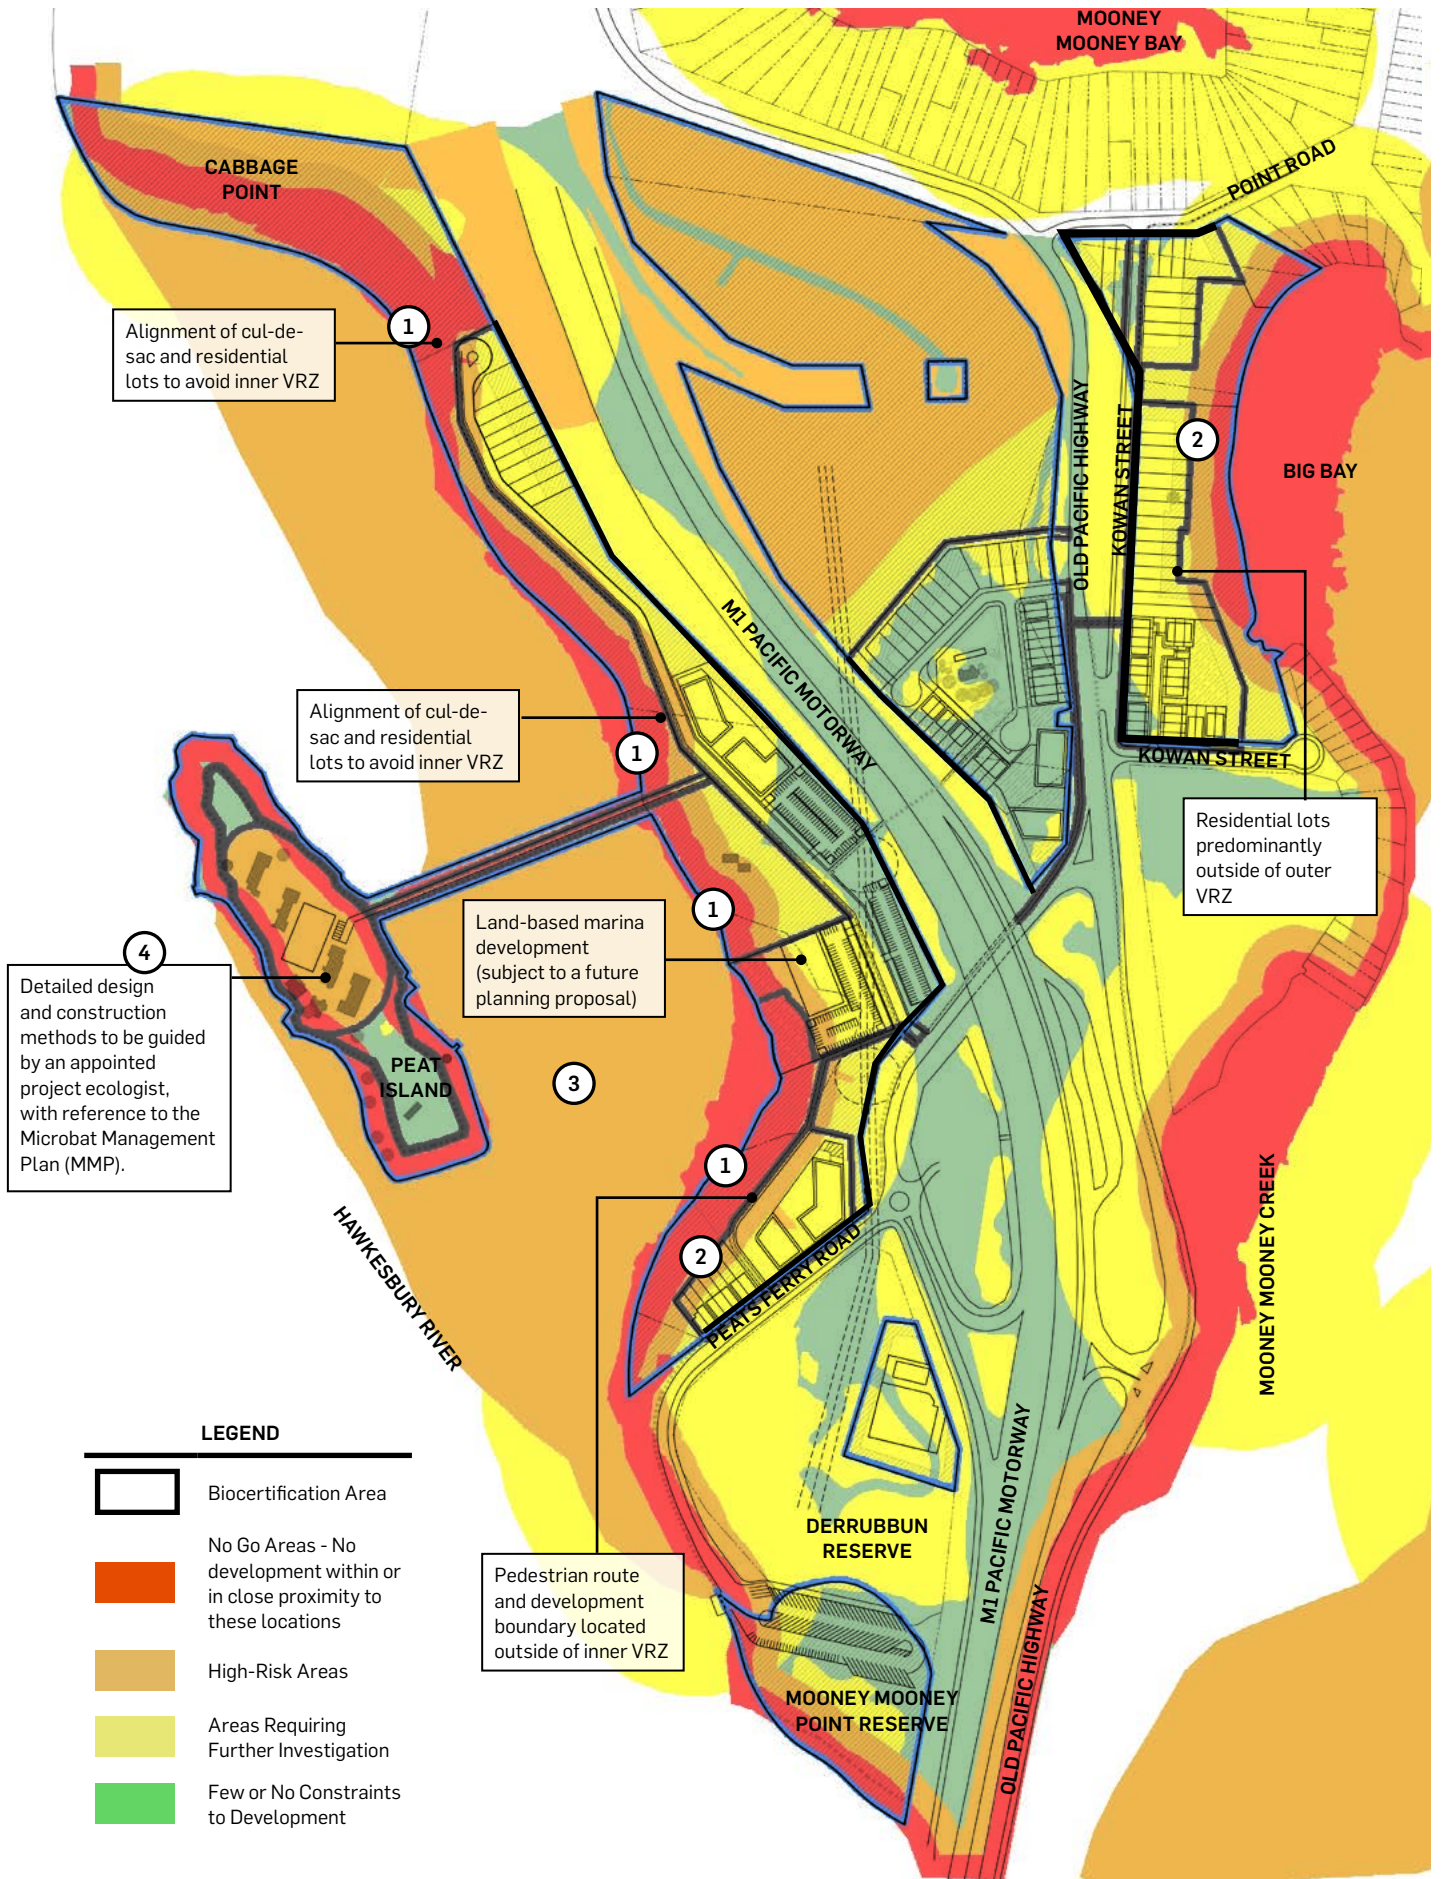 MOONEY
MOONEY BAY
CABBAGE
POINT
POINT ROAD
1
Alignment of cul-de-
sac and residential
lots to avoid inner VRZ
OLD PACIFIC HIGHWAY
KOWAN STREET
2
BIG BAY
M1 PACIFIC MOTORWAY
Alignment of cul-de-
sac and residential
lots to avoid inner VRZ
1
KOWAN STREET
Residential lots
predominantly
outside of outer
VRZ
1
Land-based marina
development
(subject to a future
planning proposal)
4
Detailed design
and construction
methods to be guided
by an appointed
project ecologist,
with reference to the
Microbat Management
Plan (MMP).
PEAT
ISLAND
3
1
2
HAWKESBURY RIVER
PEATS FERRY ROAD
MOONEY MOONEY CREEK
DERRUBBUN
RESERVE
M1 PACIFIC MOTORWAY
Pedestrian route
and development
boundary located
outside of inner VRZ
OLD PACIFIC HIGHWAY
MOONEY MOONEY
POINT RESERVE
LEGEND
Biocertification Area
No Go Areas - No
development within or
in close proximity to
these locations
High-Risk Areas
Areas Requiring
Further Investigation
Few or No Constraints
to Development